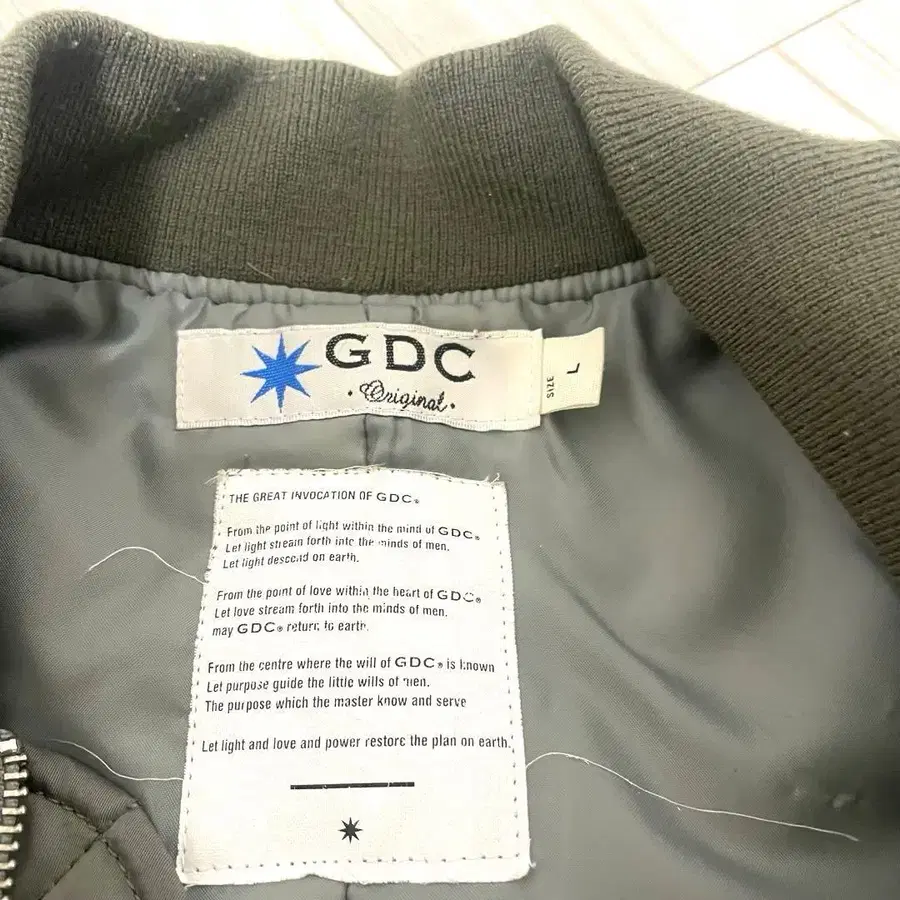 GDC
· Original ·
SIZE L
THE GREAT INVOCATION OF GDC®
From the point of light within the mind of GDC®
Let light stream forth into the minds of men.
Let light descend on earth.
From the point of love within the heart of GDC®
Let love stream forth into the minds of men.
may GDC® return to earth.
From the centre where the will of GDC® is known
Let purpose guide the little wills of men.
The purpose which the master know and serve
Let light and love and power restore the plan on earth.